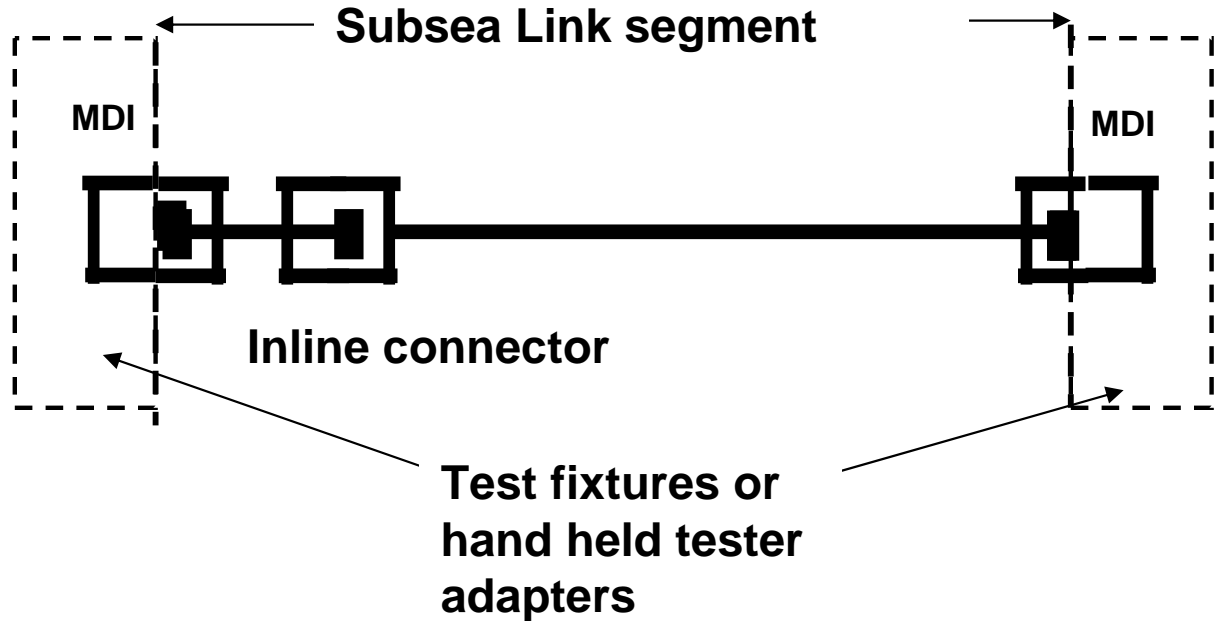 Subsea Link segment
MDI
MDI
Inline connector
Test fixtures or
hand held tester
adapters